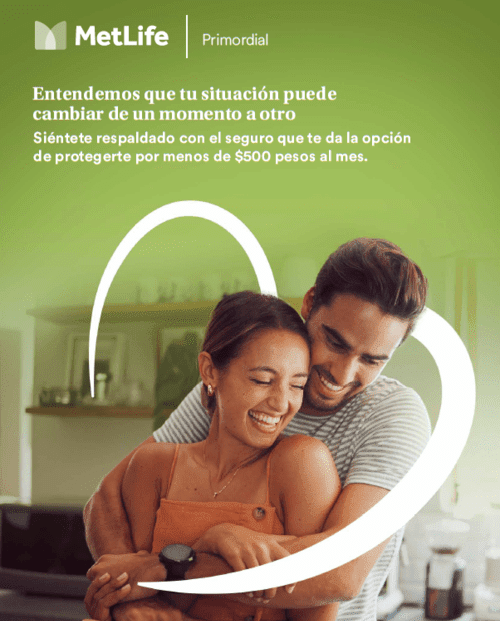 MetLife
Primordial
Entendemos que tu situación puede
cambiar de un momento a otro
Siéntete respaldado con el seguro que te da la opción
de protegerte por menos de $500 pesos al mes.